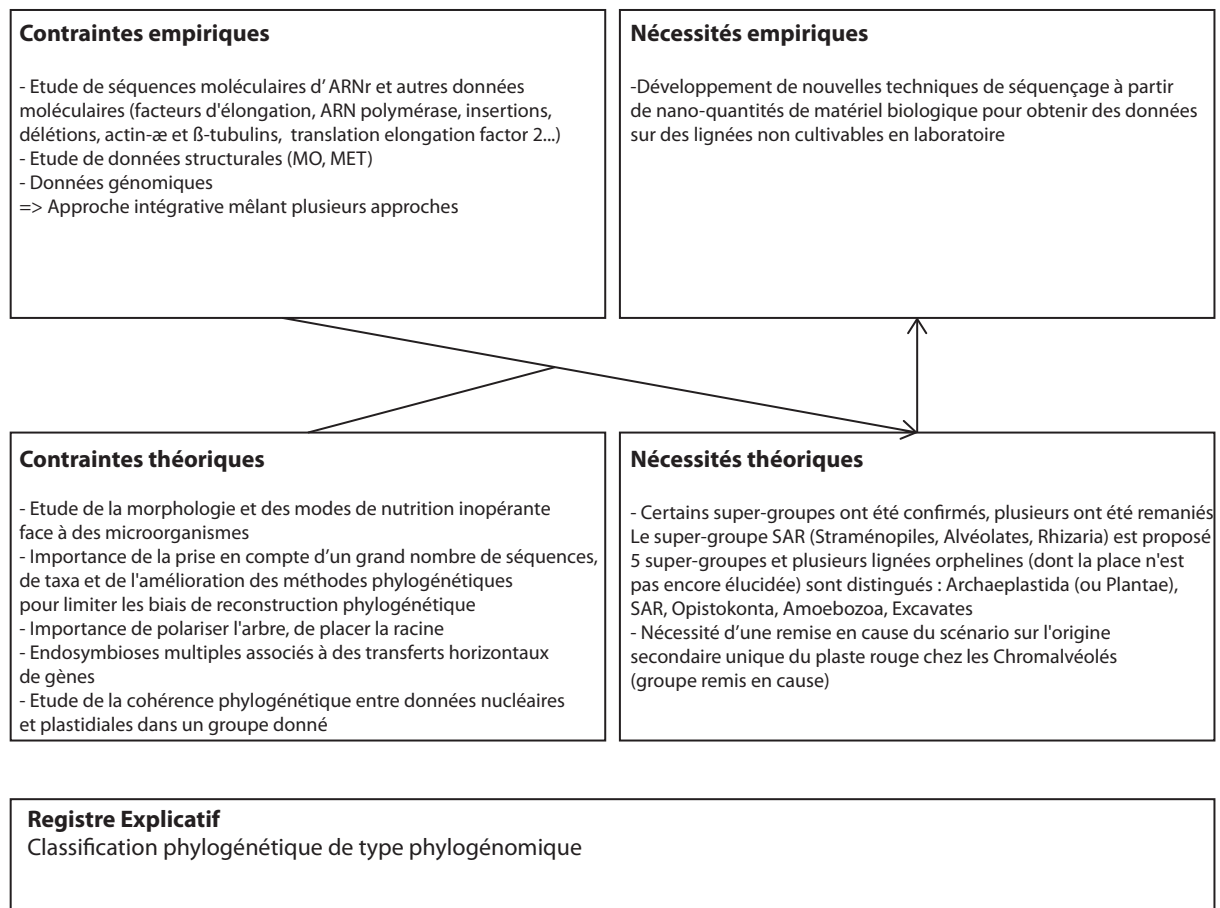 Contraintes empiriques
- Etude de séquences moléculaires d' ARNr et autres données
moléculaires (facteurs d'élongation, ARN polymérase, insertions,
délétions, actin-æ et ß-tubulins, translation elongation factor 2...)
- Etude de données structurales (MO, MET)
- Données génomiques
=> Approche intégrative mêlant plusieurs approches
Nécessités empiriques
-Développement de nouvelles techniques de séquençage à partir
de nano-quantités de matériel biologique pour obtenir des données
sur des lignées non cultivables en laboratoire
Contraintes théoriques
- Etude de la morphologie et des modes de nutrition inopérante
face à des microorganismes
- Importance de la prise en compte d'un grand nombre de séquences,
de taxa et de l'amélioration des méthodes phylogénétiques
pour limiter les biais de reconstruction phylogénétique
- Importance de polariser l'arbre, de placer la racine
- Endosymbioses multiples associés à des transferts horizontaux
de gènes
- Etude de la cohérence phylogénétique entre données nucléaires
et plastidiales dans un groupe donné
Nécessités théoriques
- Certains super-groupes ont été confirmés, plusieurs ont été remaniés
Le super-groupe SAR (Straménopiles, Alvéolates, Rhizaria) est proposé
5 super-groupes et plusieurs lignées orphelines (dont la place n'est
pas encore élucidée) sont distingués : Archaeplastida (ou Plantae),
SAR, Opistokonta, Amoebozoa, Excavates
- Nécessité d'une remise en cause du scénario sur l'origine
secondaire unique du plaste rouge chez les Chromalvéolés
(groupe remis en cause)
Registre Explicatif
Classification phylogénétique de type phylogénomique